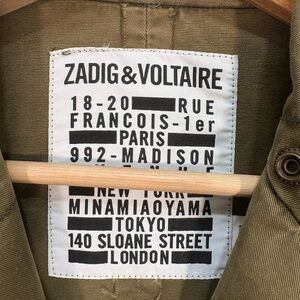 ZADIG&VOLTAIRE
18-20 RUE
FRANCOIS-1er
PARIS
992-MADISON
NEW-YORK
MINAMIAOYAMA
TOKYO
140 SLOANE STREET
LONDON